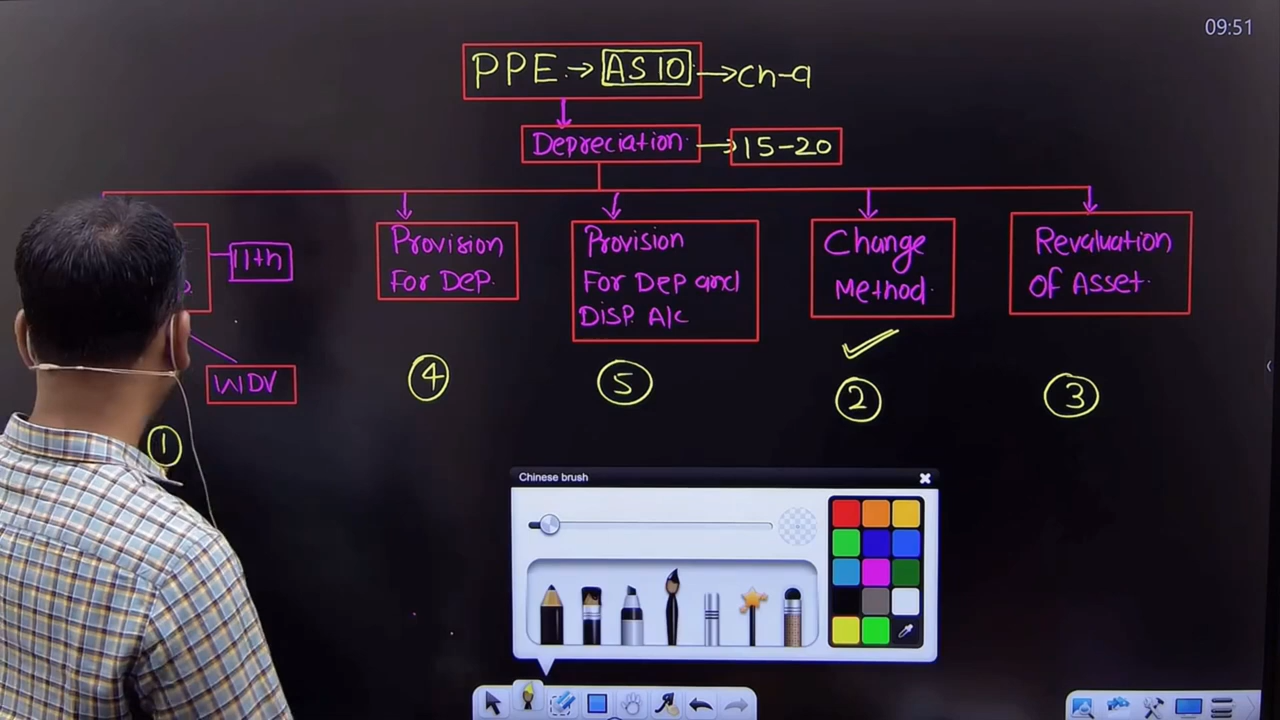 09:51
PPE → AS 10 → Ch-9
Depreciation → 15-20
11th
WDV
1
Provision
For Dep.
4
Provision
For Dep and
Disp. A/c
5
Change
Method
2
Revaluation
Of Asset.
3
Chinese brush